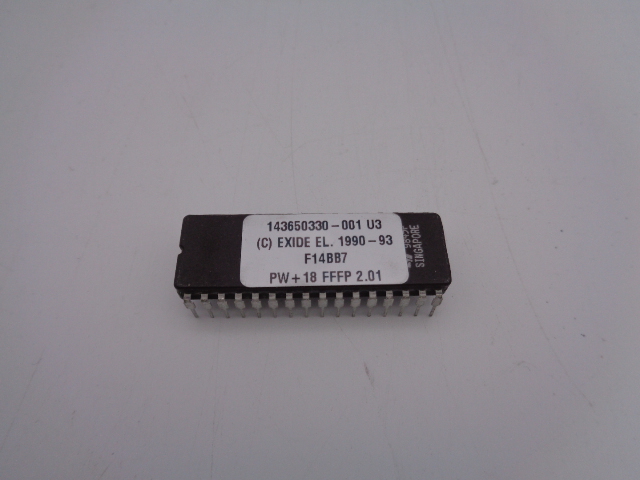 143650330-001 U3
(C) EXIDE EL. 1990-93
F14BB7
PW+18 FFFP 2.01
SINGAPORE